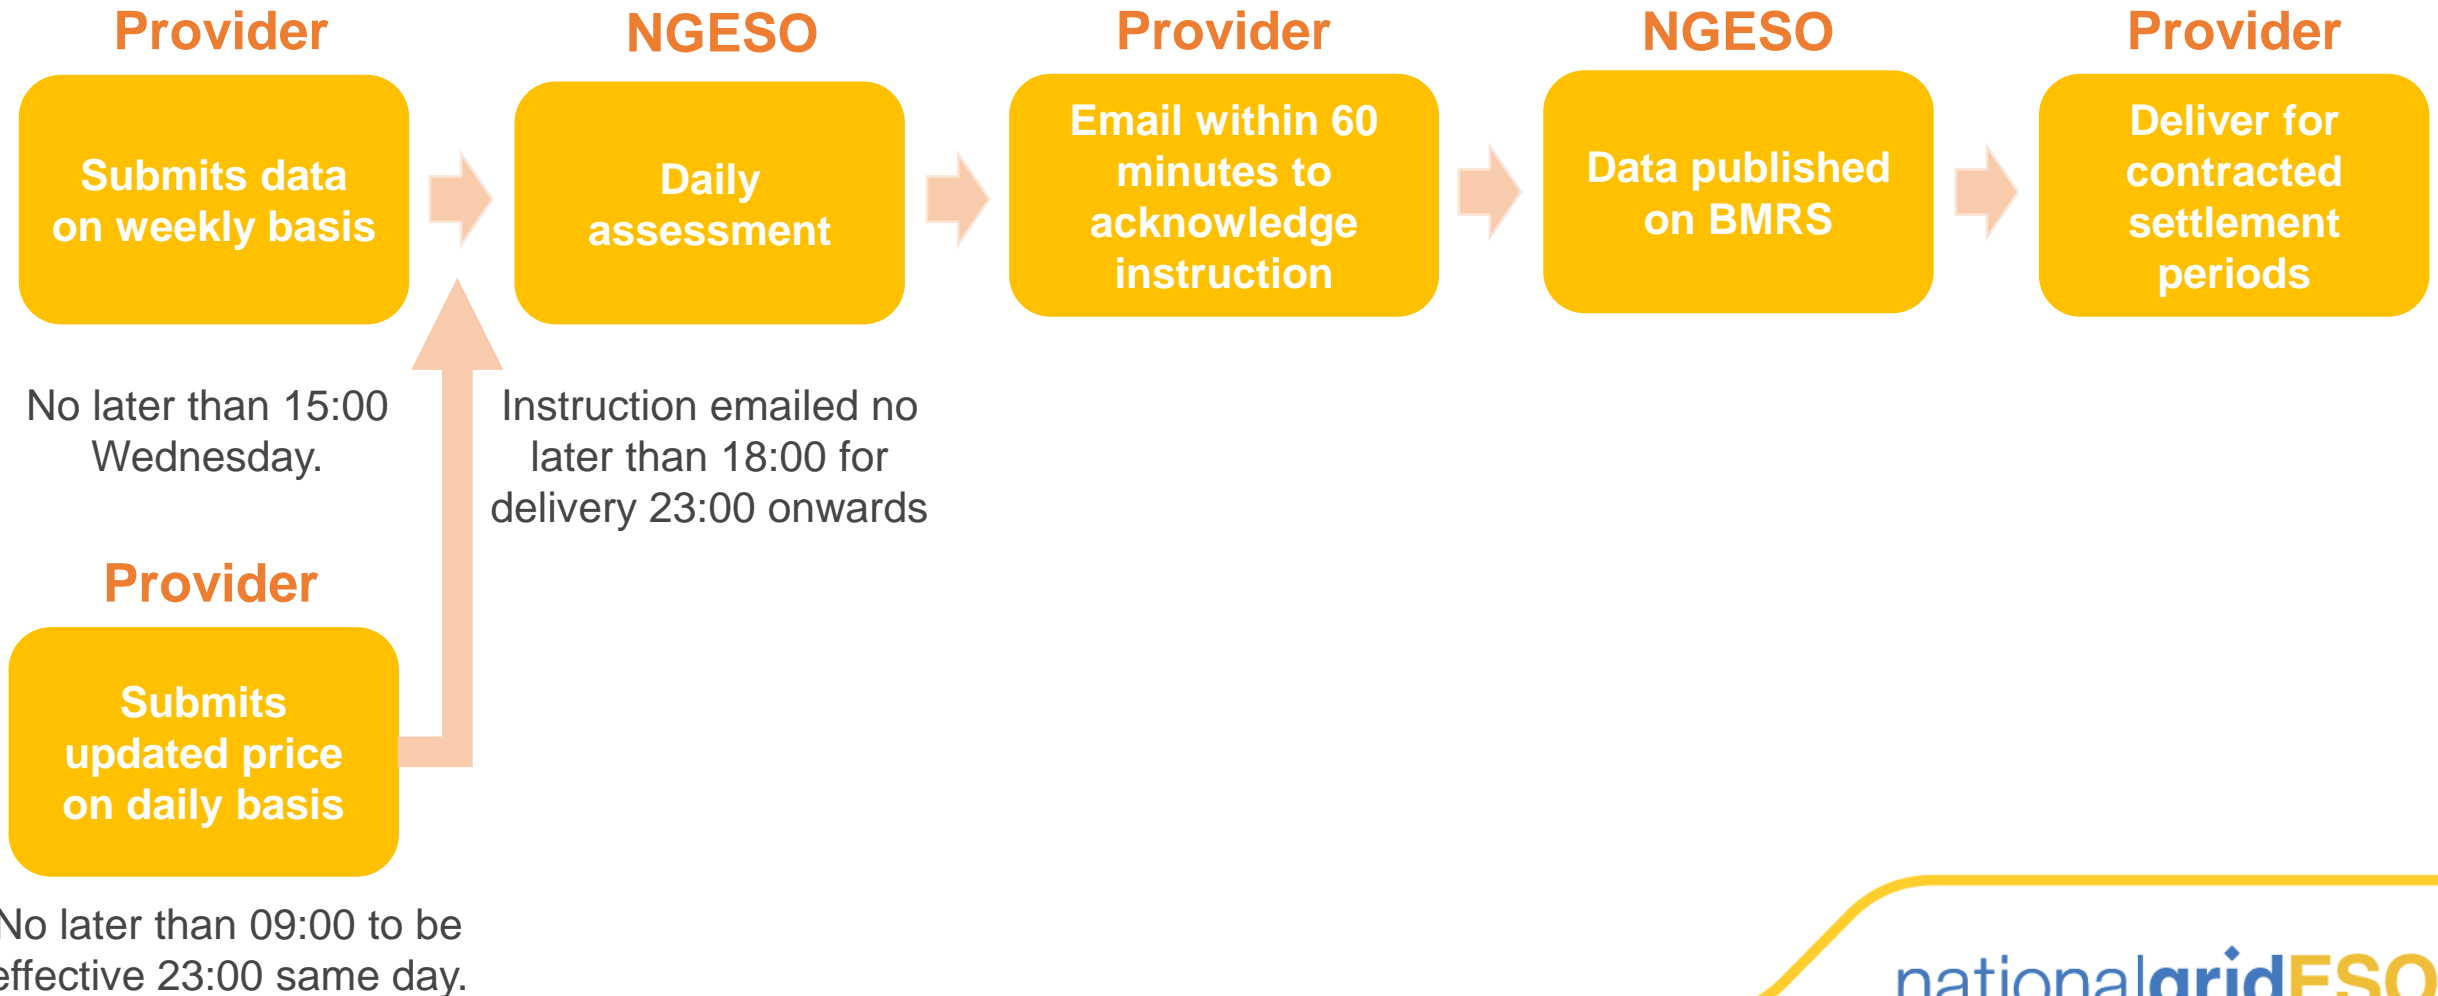 Provider
Submits data
on weekly basis
No later than 15:00
Wednesday.
NGESO
Daily
assessment
Instruction emailed no
later than 18:00 for
delivery 23:00 onwards
Provider
Email within 60
minutes to
acknowledge
instruction
NGESO
Data published
on BMRS
Provider
Deliver for
contracted
settlement
periods
Provider
Submits
updated price
on daily basis
No later than 09:00 to be
effective 23:00 same day.
nationalgridESO